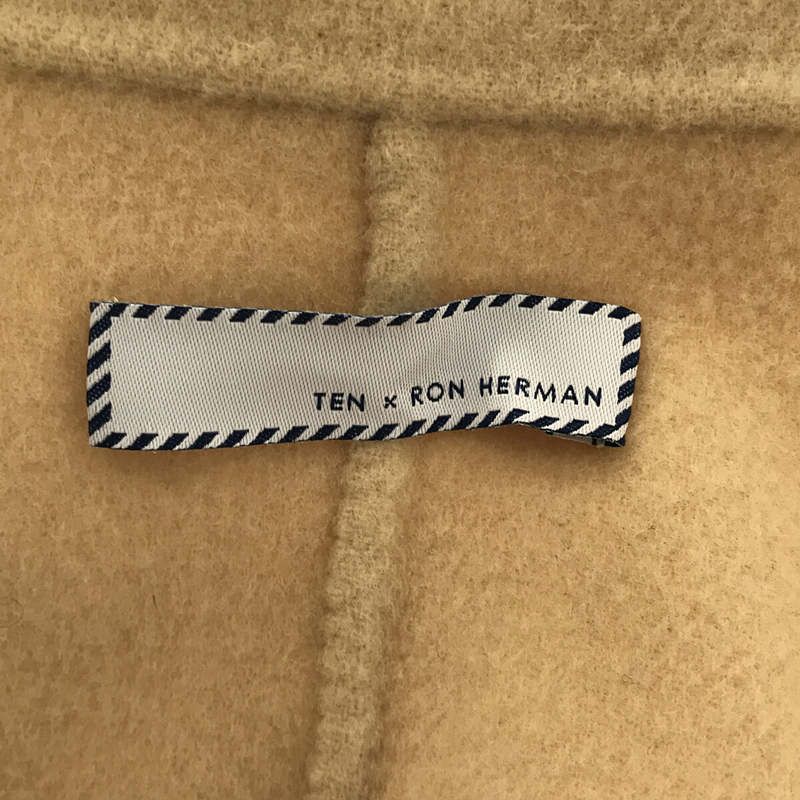 TEN × RON HERMAN